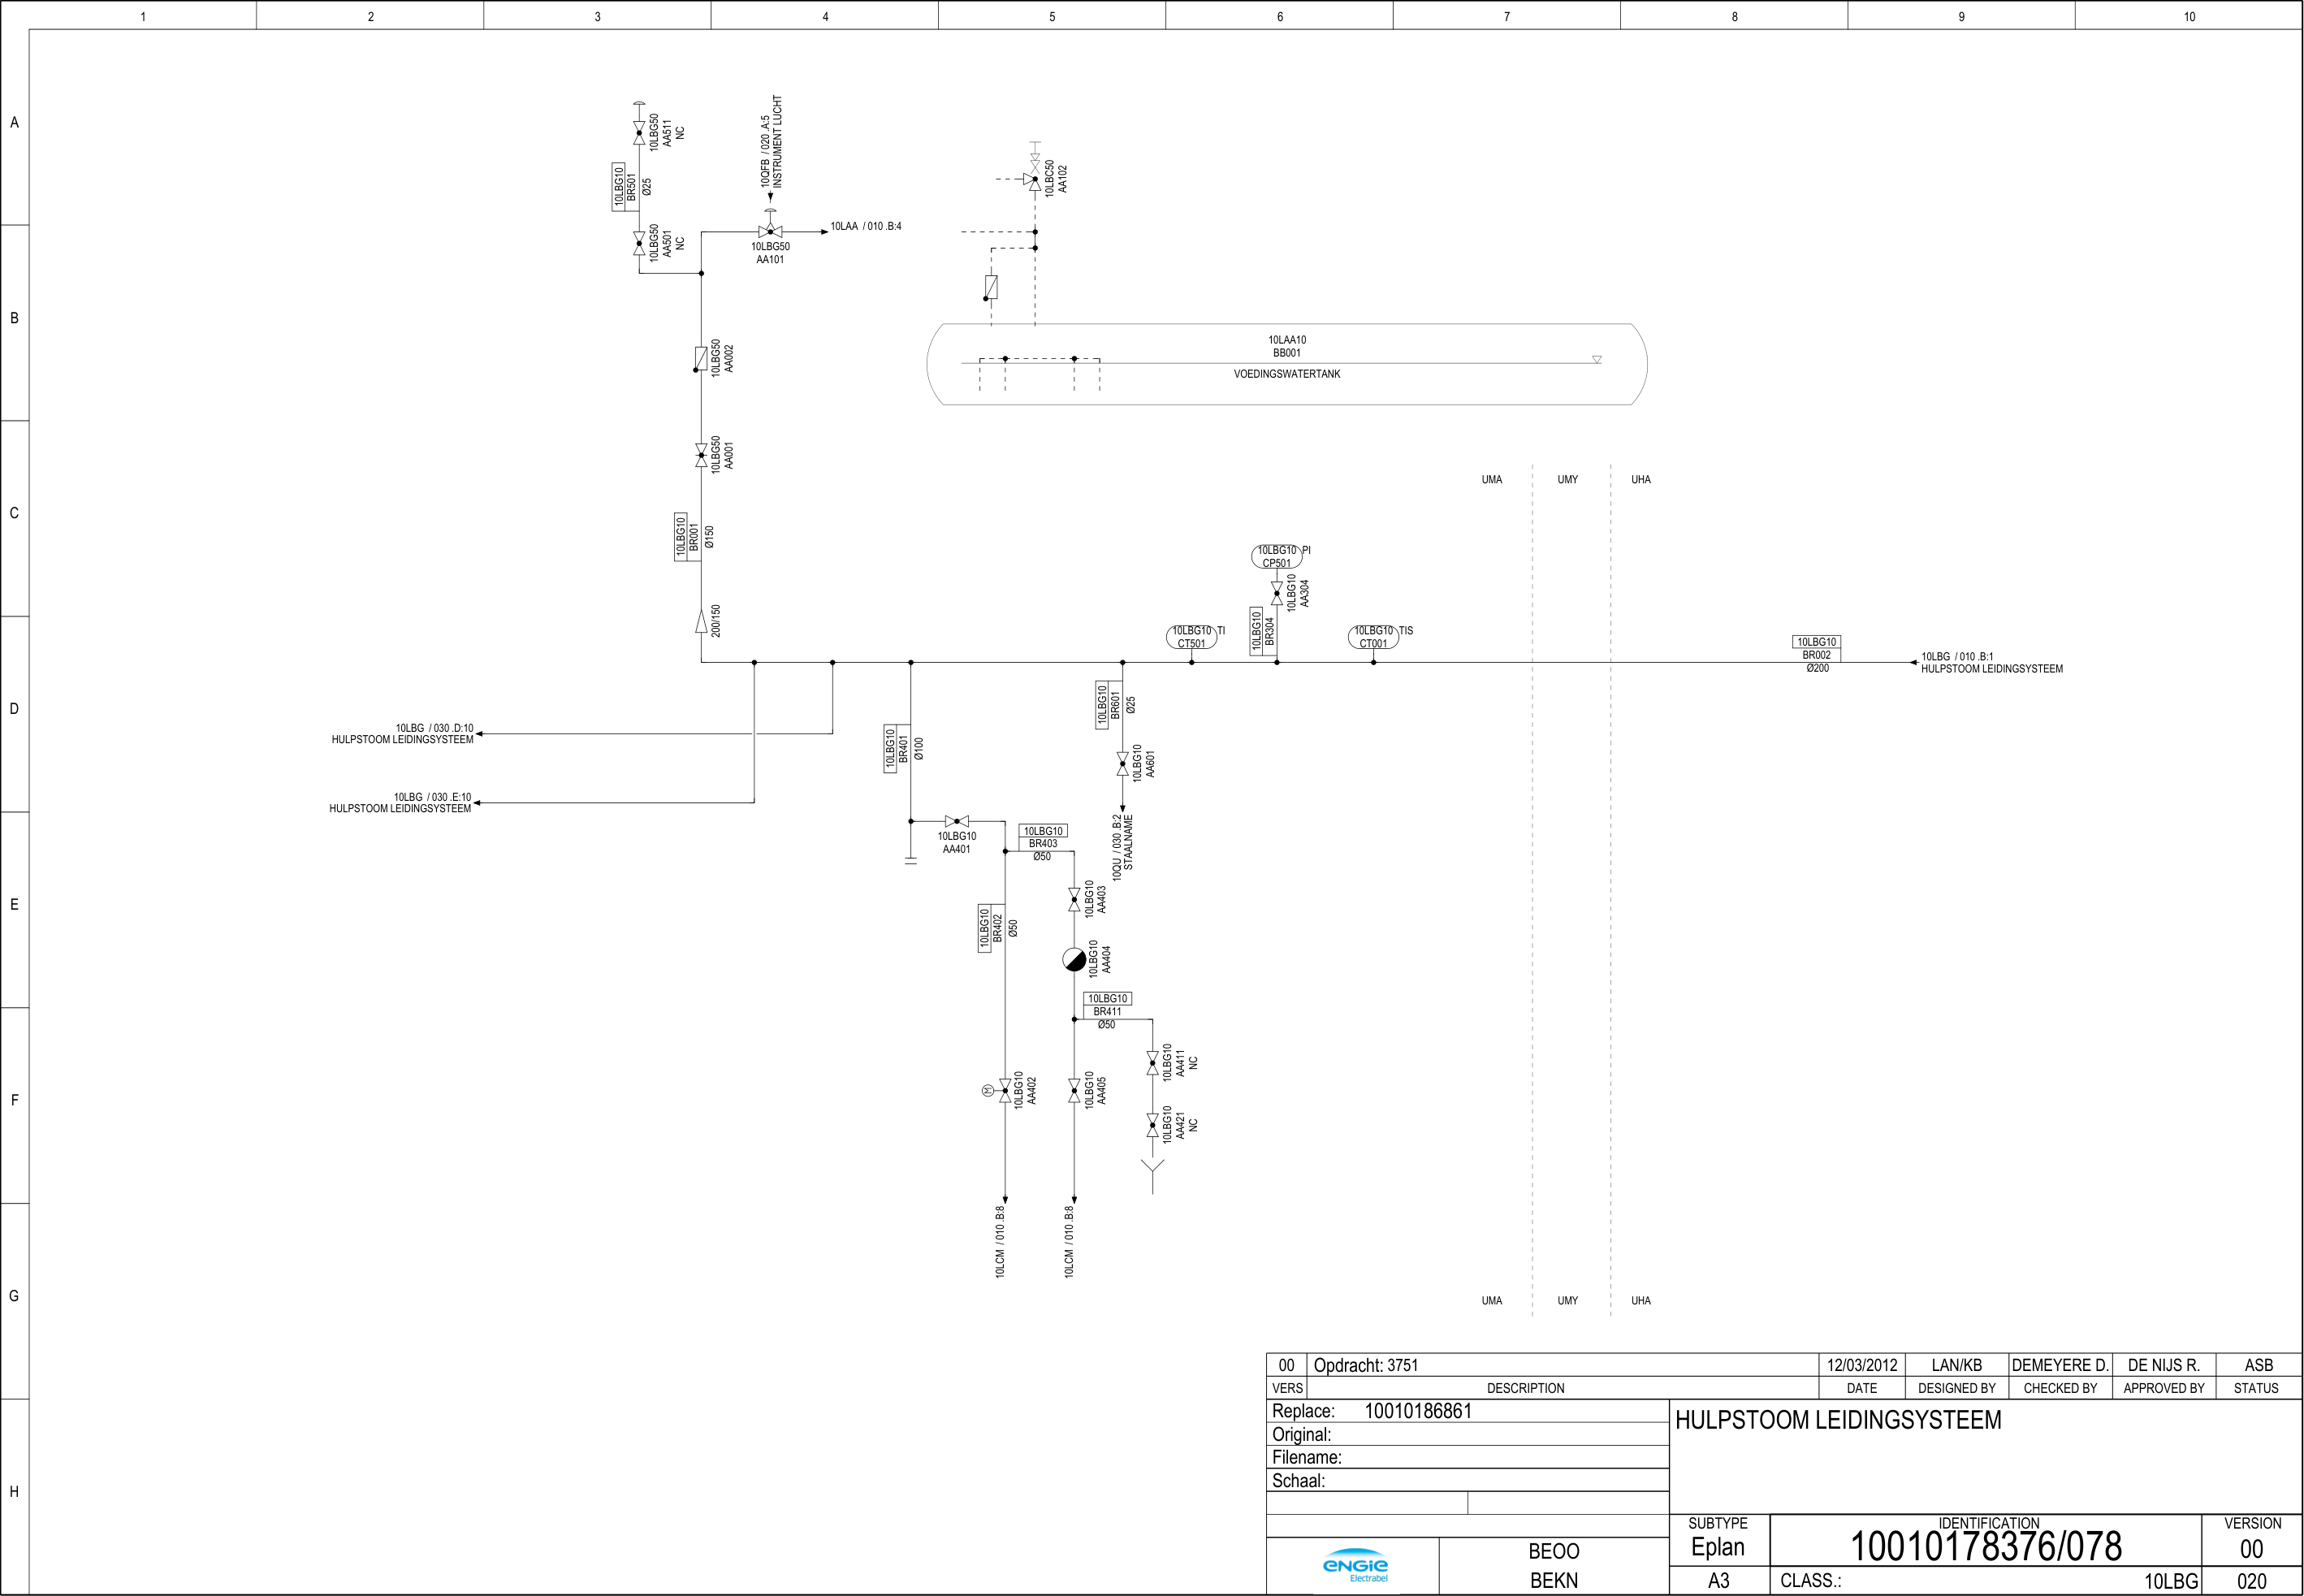 1 2 3 4 5 6 7 8 9 10
A
B
C
D
E
F
G
H
10LBG50
AA511
NC
10LBG10
BR501
Ø25
10LBG50
AA501
NC
10QFB / 020 .A:5
INSTRUMENT LUCHT
10LBG50
AA101
10LAA / 010 .B:4
10LBC50
AA102
10LAA10
BB001
VOEDINGSWATERTANK
10LBG50
AA002
10LBG50
AA001
10LBG10
BR001
Ø150
200/150
UMA UMY UHA
10LBG10 PI
CP501
10LBG10
AA304
10LBG10
BR304
10LBG10 TI
CT501
10LBG10 TIS
CT001
10LBG10
BR002
Ø200
10LBG / 010 .B:1
HULPSTOOM LEIDINGSYSTEEM
10LBG / 030 .D:10
HULPSTOOM LEIDINGSYSTEEM
10LBG / 030 .E:10
HULPSTOOM LEIDINGSYSTEEM
10LBG10
BR401
Ø100
10LBG10
BR601
Ø25
10LBG10
AA601
10QU / 030 .B:2
STAALNAME
10LBG10
AA401
10LBG10
BR403
Ø50
10LBG10
AA403
10LBG10
BR402
Ø50
10LBG10
AA404
10LBG10
BR411
Ø50
10LBG10
AA411
NC
M
10LBG10
AA402
10LBG10
AA405
10LBG10
AA421
NC
10LCM / 010 .B:8
10LCM / 010 .B:8
UMA UMY UHA
00 Opdracht: 3751 12/03/2012 LAN/KB DEMEYERE D. DE NIJS R. ASB
VERS DESCRIPTION DATE DESIGNED BY CHECKED BY APPROVED BY STATUS
Replace: 10010186861
Original:
Filename:
Schaal:
HULPSTOOM LEIDINGSYSTEEM
ENGIE
Electrabel
BEOO
BEKN
SUBTYPE
Eplan
A3
IDENTIFICATION
10010178376/078
CLASS.: 10LBG
VERSION
00
020